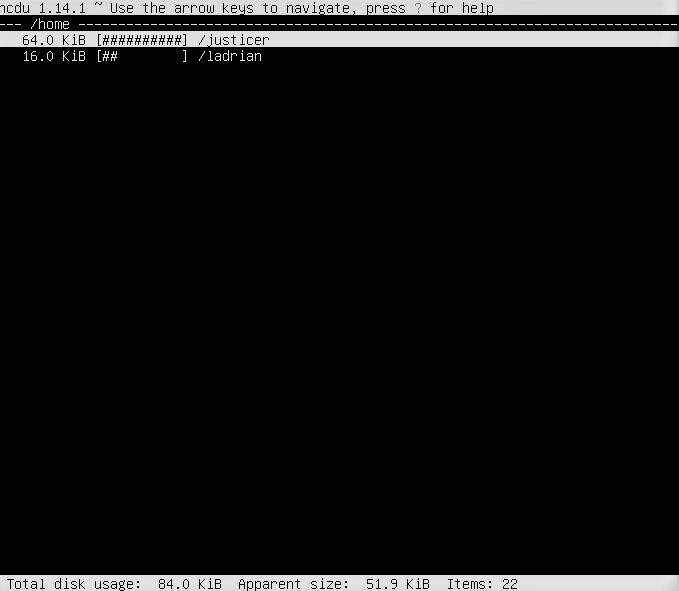 ncdu 1.14.1 ~ Use the arrow keys to navigate, press ? for help
--- /home ---------------------------------------------------------------------------
64.0 KiB [##########] /justicer
16.0 KiB [##        ] /ladrian
Total disk usage:  84.0 KiB  Apparent size:  51.9 KiB  Items: 22